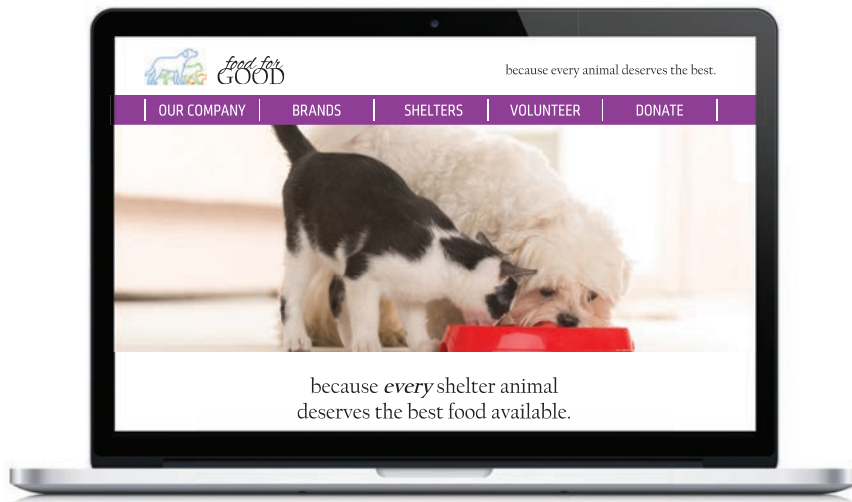 food for
GOOD
because every animal deserves the best.
OUR COMPANY
BRANDS
SHELTERS
VOLUNTEER
DONATE
because every shelter animal
deserves the best food available.